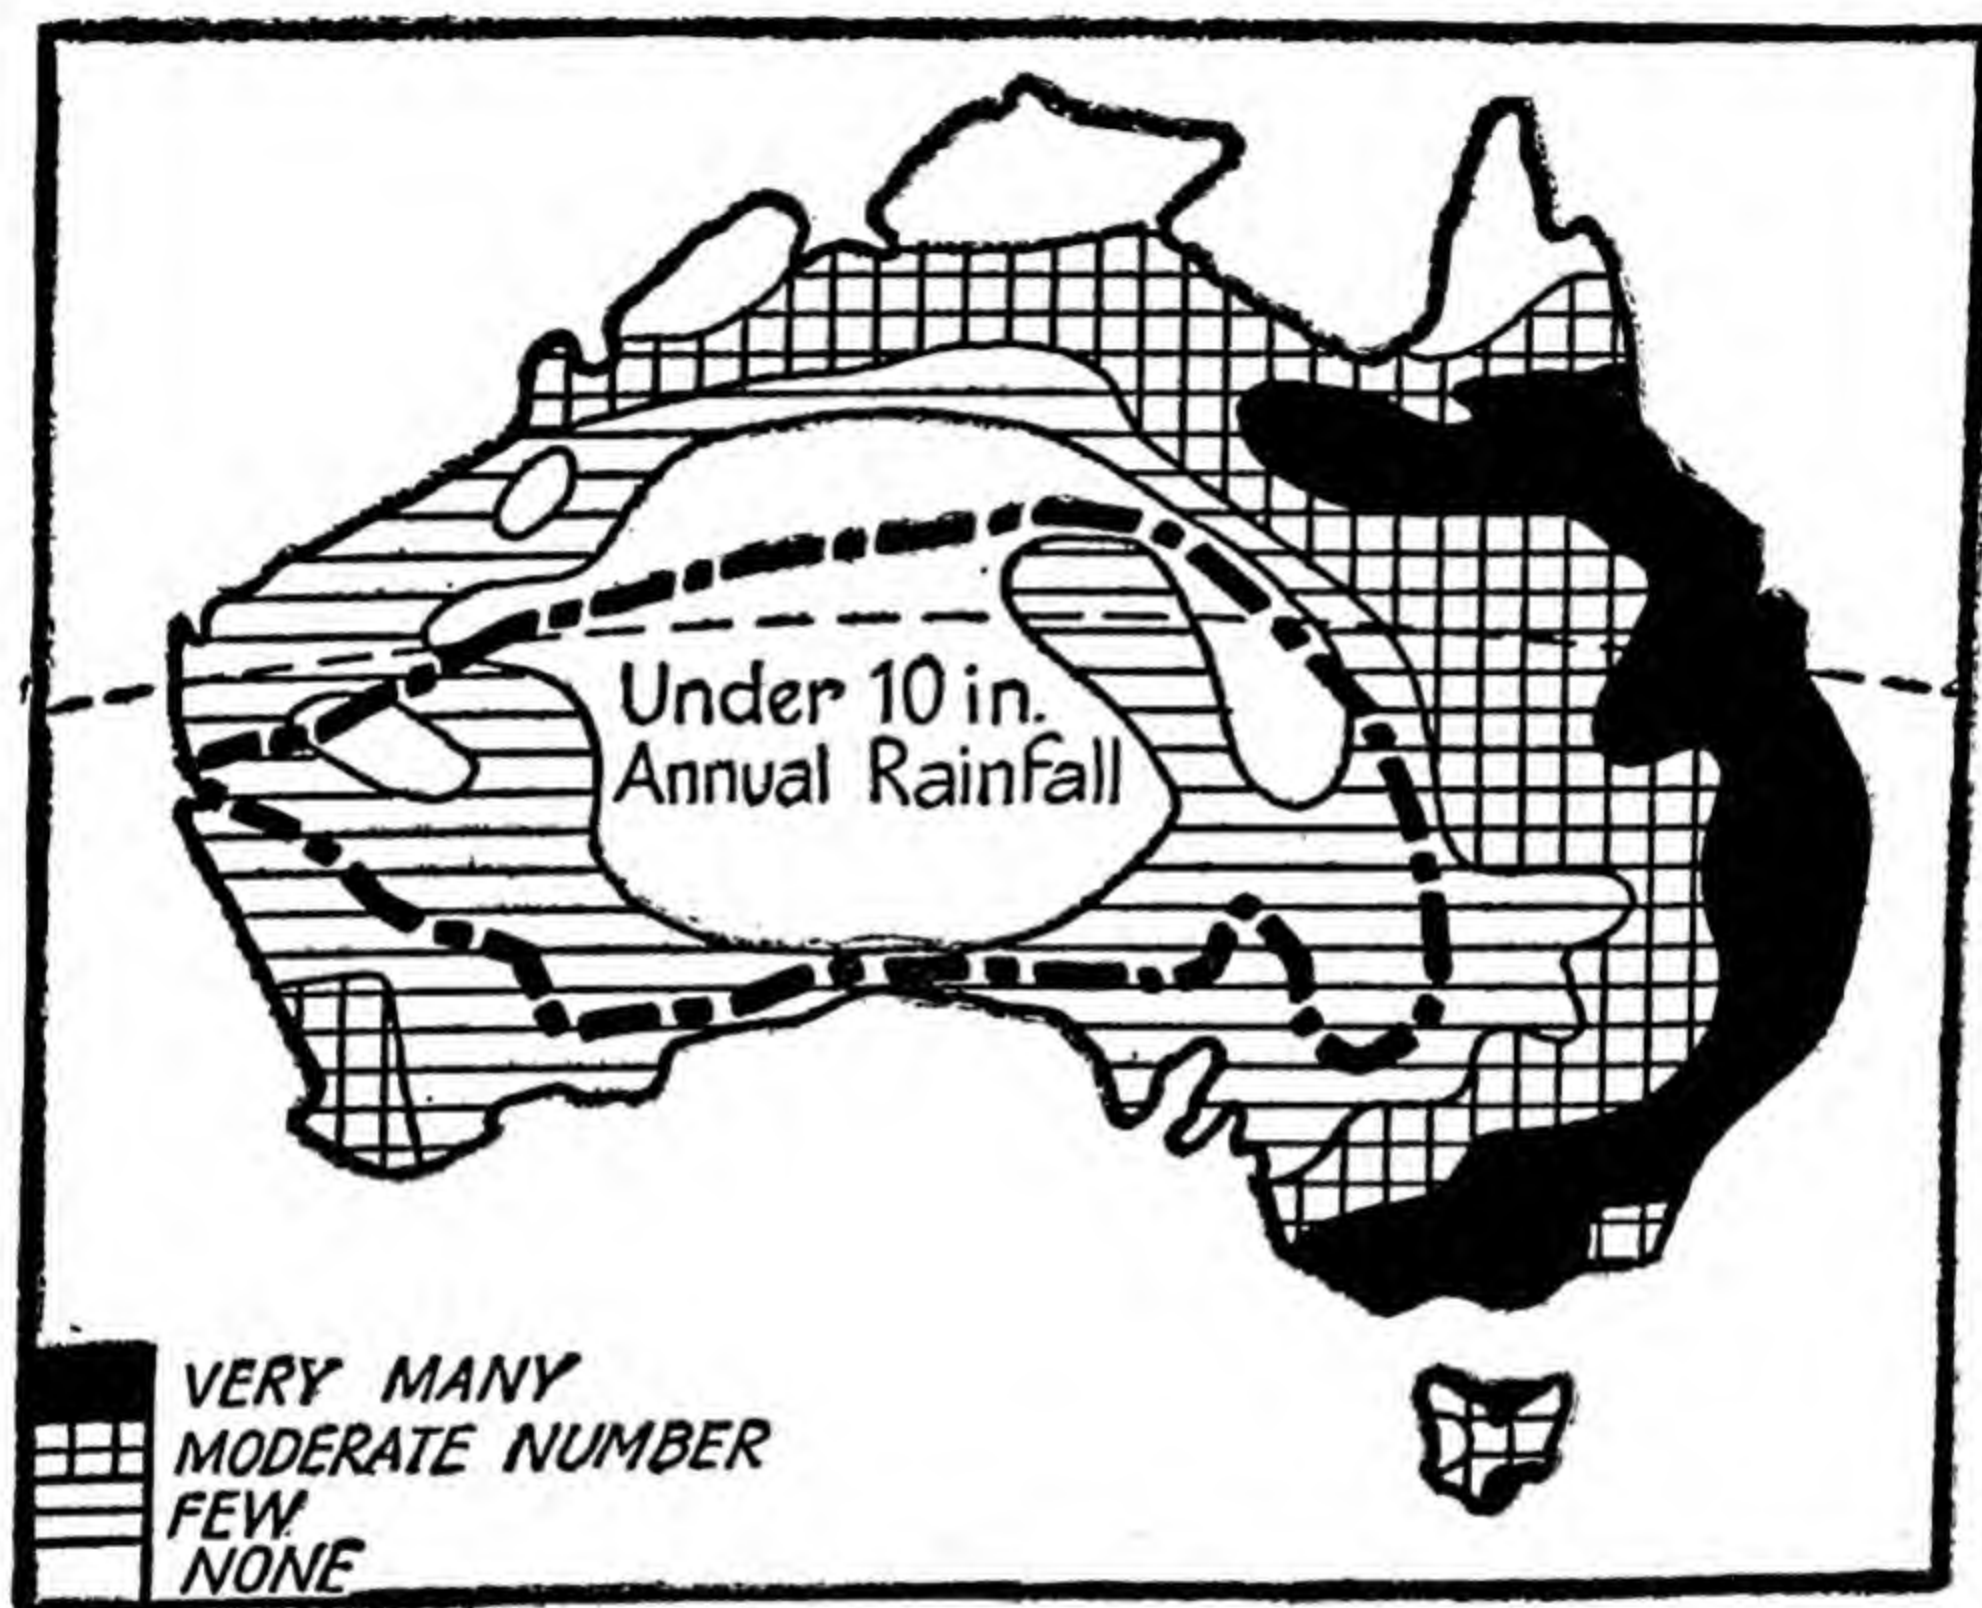 Under 10 in.
Annual Rainfall
VERY MANY
MODERATE NUMBER
FEW
NONE